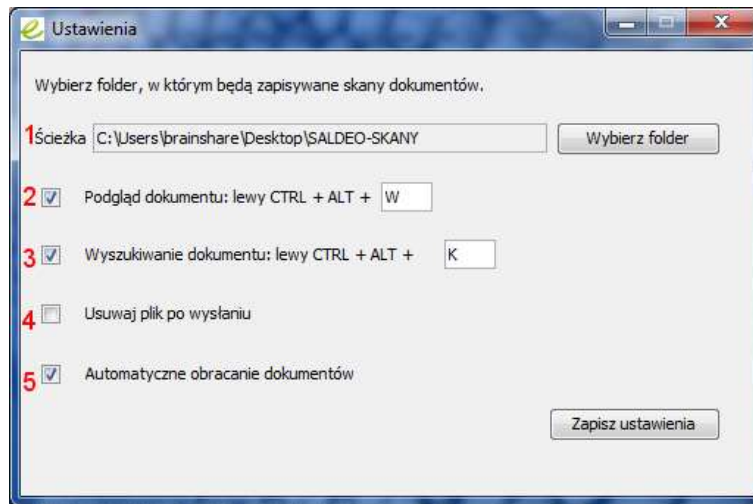 Ustawienia
Wybierz folder, w którym będą zapisywane skany dokumentów.
1 Ścieżka C:\Users\brainshare\Desktop\SALDEO-SKANY Wybierz folder
2 Podgląd dokumentu: lewy CTRL + ALT + W
3 Wyszukiwanie dokumentu: lewy CTRL + ALT + K
4 Usuwaj plik po wysłaniu
5 Automatyczne obracanie dokumentów
Zapisz ustawienia